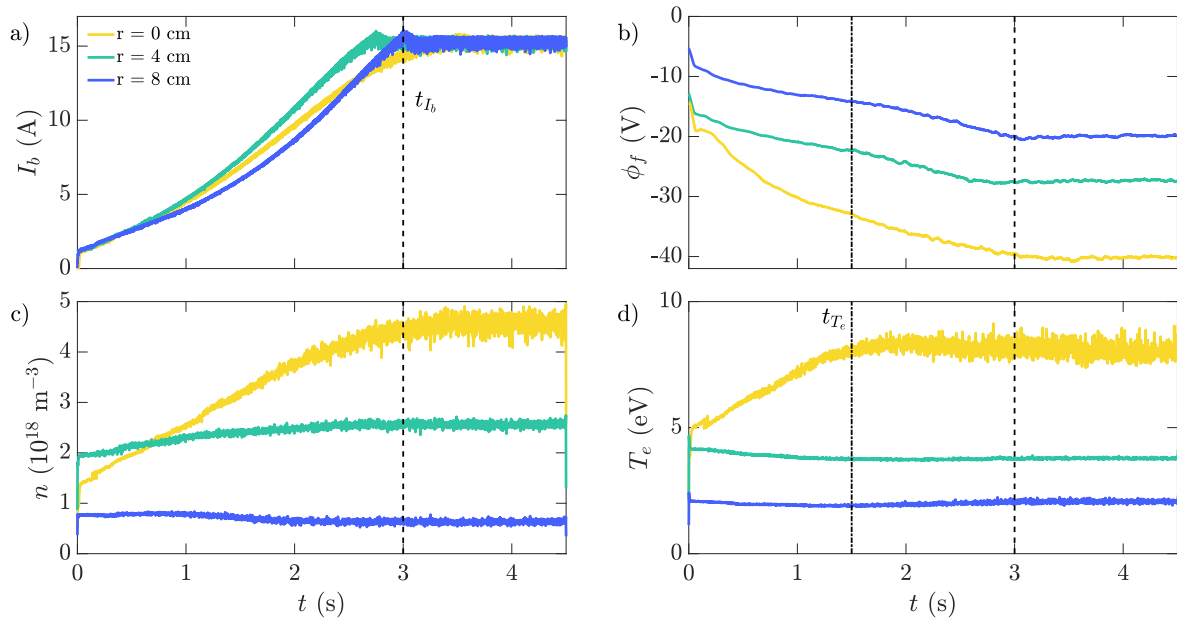 a)
I_b (A)
15
10
5
0
r = 0 cm
r = 4 cm
r = 8 cm
t_{I_b}
b)
ϕ_f (V)
0
-10
-20
-30
-40
c)
n (10^{18} m^{-3})
5
4
3
2
1
0
0 1 2 3 4
t (s)
d)
T_e (eV)
10
5
0
t_{T_e}
0 1 2 3 4
t (s)